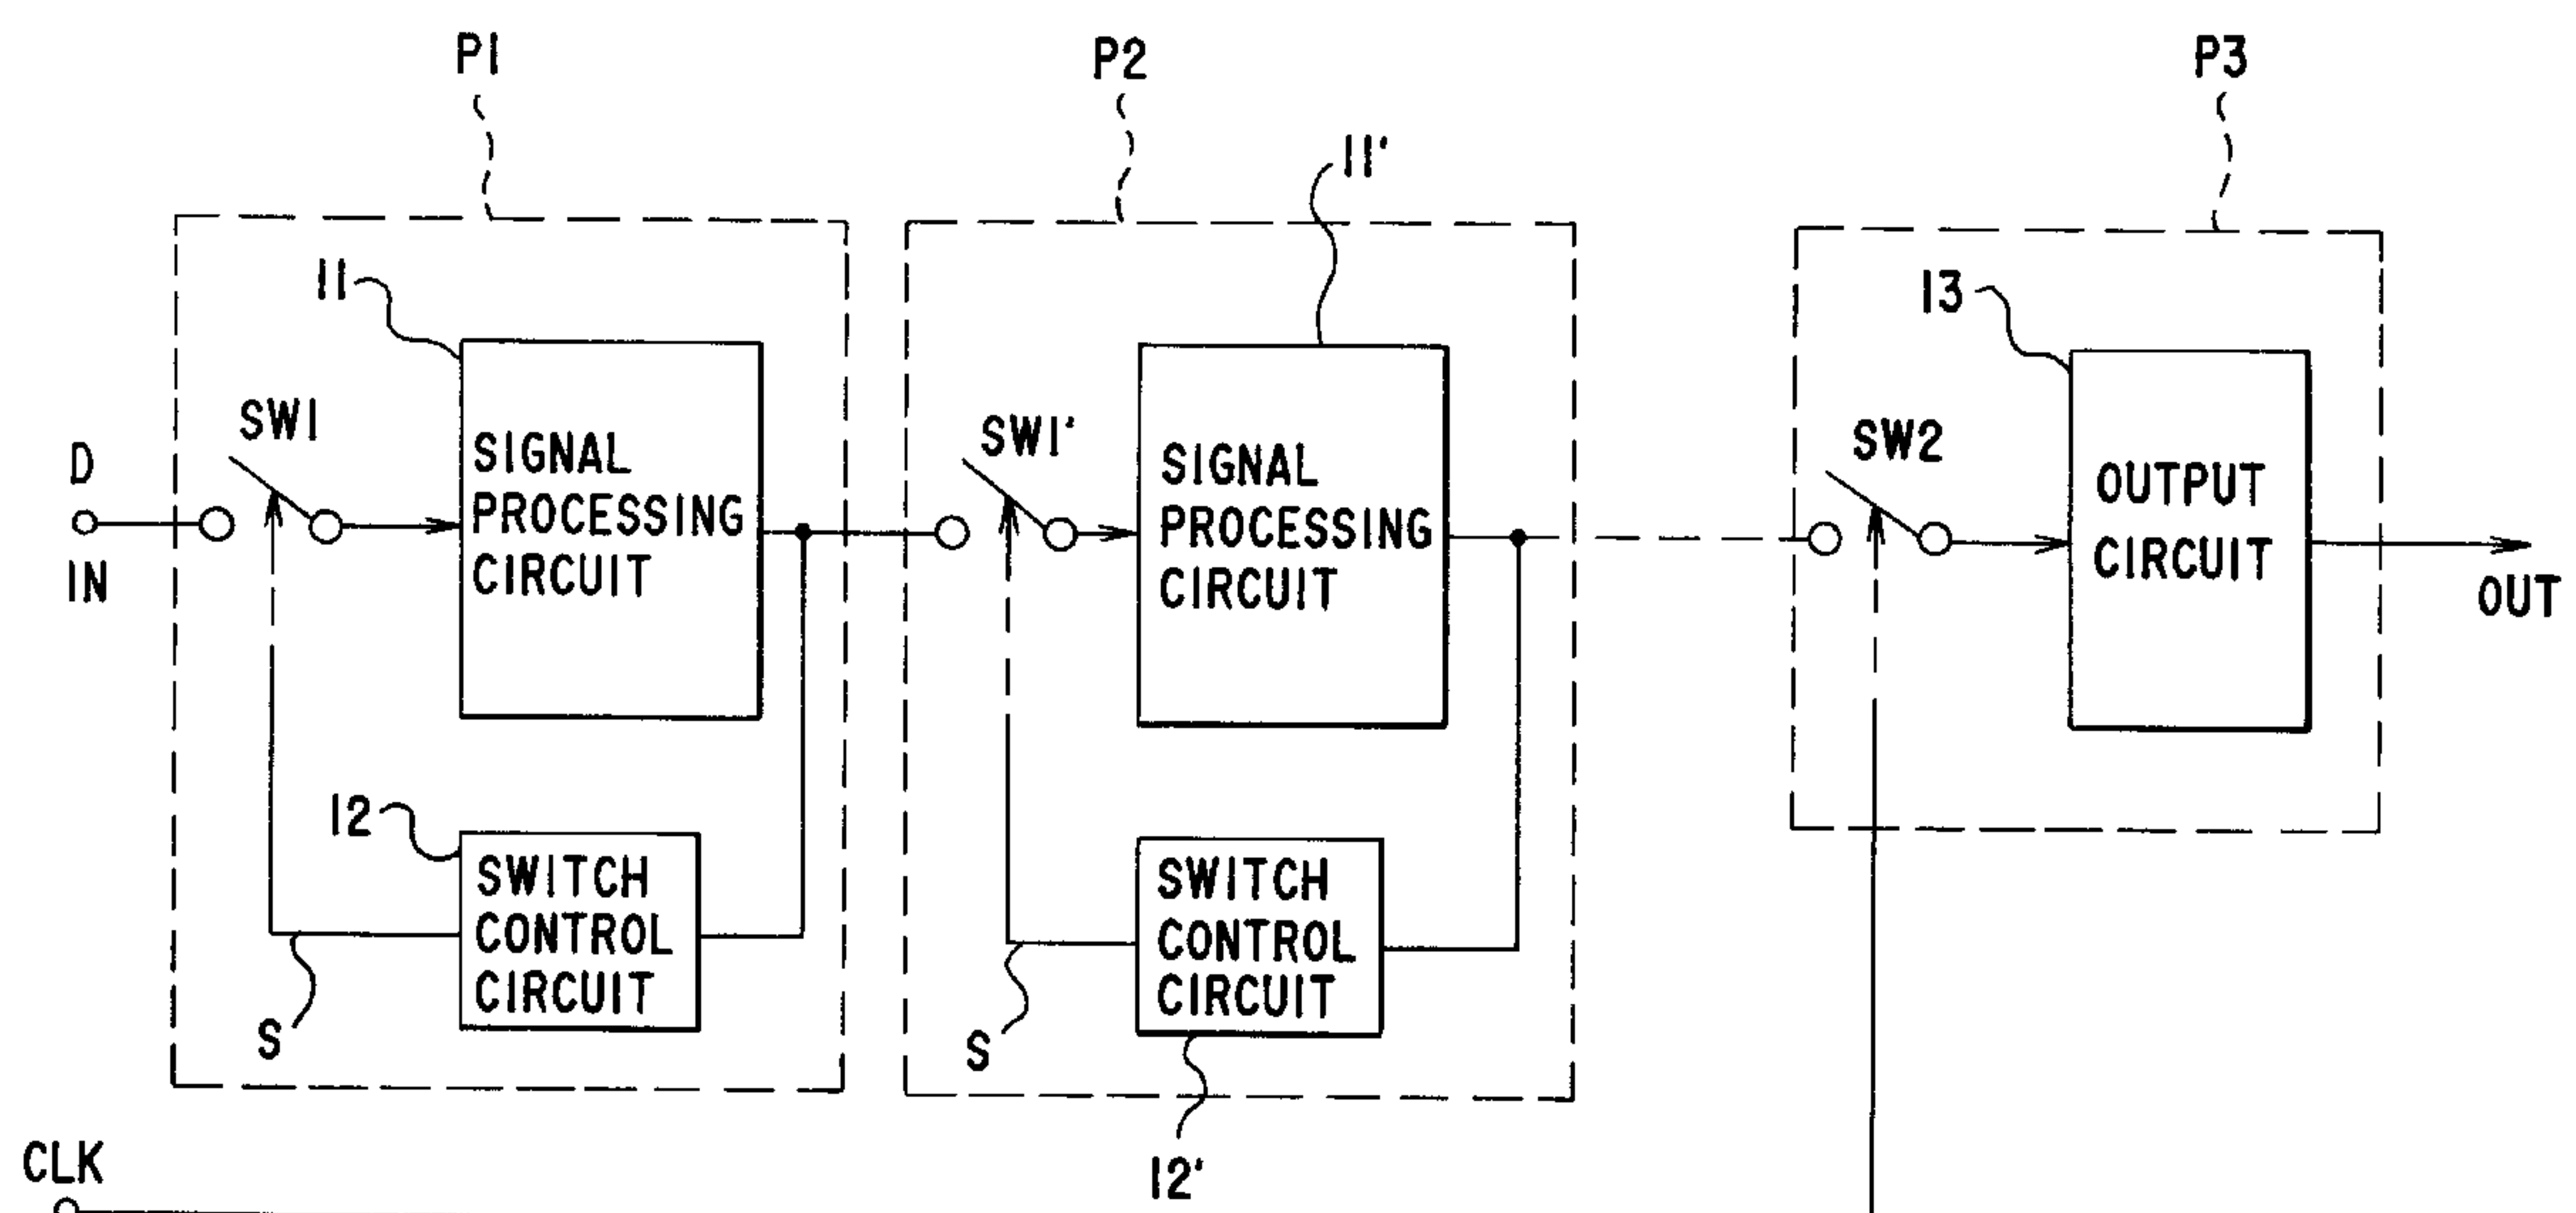 P1
P2
P3
11'
11
13
SW1
SW1'
SW2
D
IN
SIGNAL
PROCESSING
CIRCUIT
SIGNAL
PROCESSING
CIRCUIT
OUTPUT
CIRCUIT
OUT
12
SWITCH
CONTROL
CIRCUIT
SWITCH
CONTROL
CIRCUIT
S
S
CLK
12'